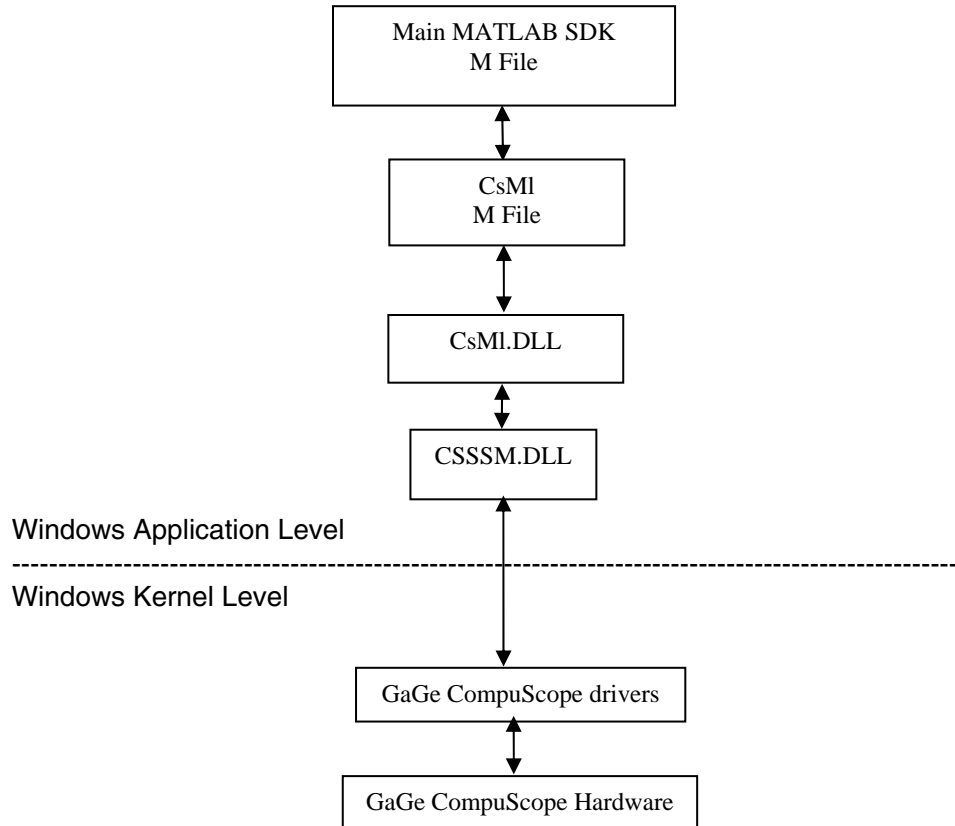 Main MATLAB SDK
M File
CsMl
M File
CsMl.DLL
CSSSM.DLL
Windows Application Level
Windows Kernel Level
GaGe CompuScope drivers
GaGe CompuScope Hardware